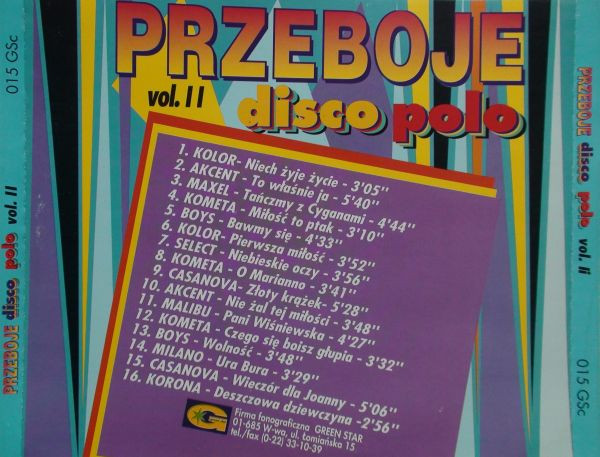 015 GSc
PRZEBOJE disco polo vol. II
PRZEBOJE
vol. II
disco polo
1. KOLOR- Niech żyje życie - 3'05"
2. AKCENT - To właśnie ja - 5'40"
3. MAXEL - Tańczmy z Cyganami - 4'44"
4. KOMETA - Miłość to ptak - 3'10"
5. BOYS - Bawmy się - 4'33"
6. KOLOR- Pierwsza miłość - 3'52"
7. SELECT - Niebieskie oczy - 3'56"
8. KOMETA - O Marianno - 3'41"
9. CASANOVA- Złoty krążek - 5'28"
10. AKCENT - Nie żal tej miłości - 3'48"
11. MALIBU - Pani Wiśniewska - 4'27"
12. KOMETA - Czego się boisz głupia - 3'32"
13. BOYS - Wolność - 3'48"
14. MILANO - Ura Bura - 3'29"
15. CASANOVA - Wieczór dla Joanny - 5'06"
16. KORONA - Deszczowa dziewczyna -2'56"
Firma fonograficzna GREEN STAR
01-685 W-wa, ul. Łomiańska 15
tel./fax (0-22) 33-10-39
PRZEBOJE disco polo vol. II
015 GSc